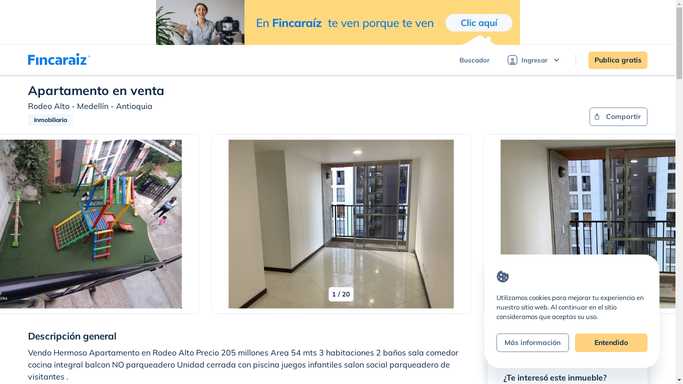 En Fincaraíz te ven porque te ven
Clic aquí
Fincaraíz
Buscador
Ingresar
Publica gratis
Apartamento en venta
Rodeo Alto - Medellín - Antioquia
Inmobiliaria
Compartir
1 / 20
Utilizamos cookies para mejorar tu experiencia en
nuestro sitio web. Al continuar en el sitio
consideramos que aceptas su uso.
Más información
Entendido
Descripción general
Vendo Hermoso Apartamento en Rodeo Alto Precio 205 millones Area 54 mts 3 habitaciones 2 baños sala comedor
cocina integral balcon NO parqueadero Unidad cerrada con piscina juegos infantiles salon social parqueadero de
visitantes .
¿Te interesó este inmueble?